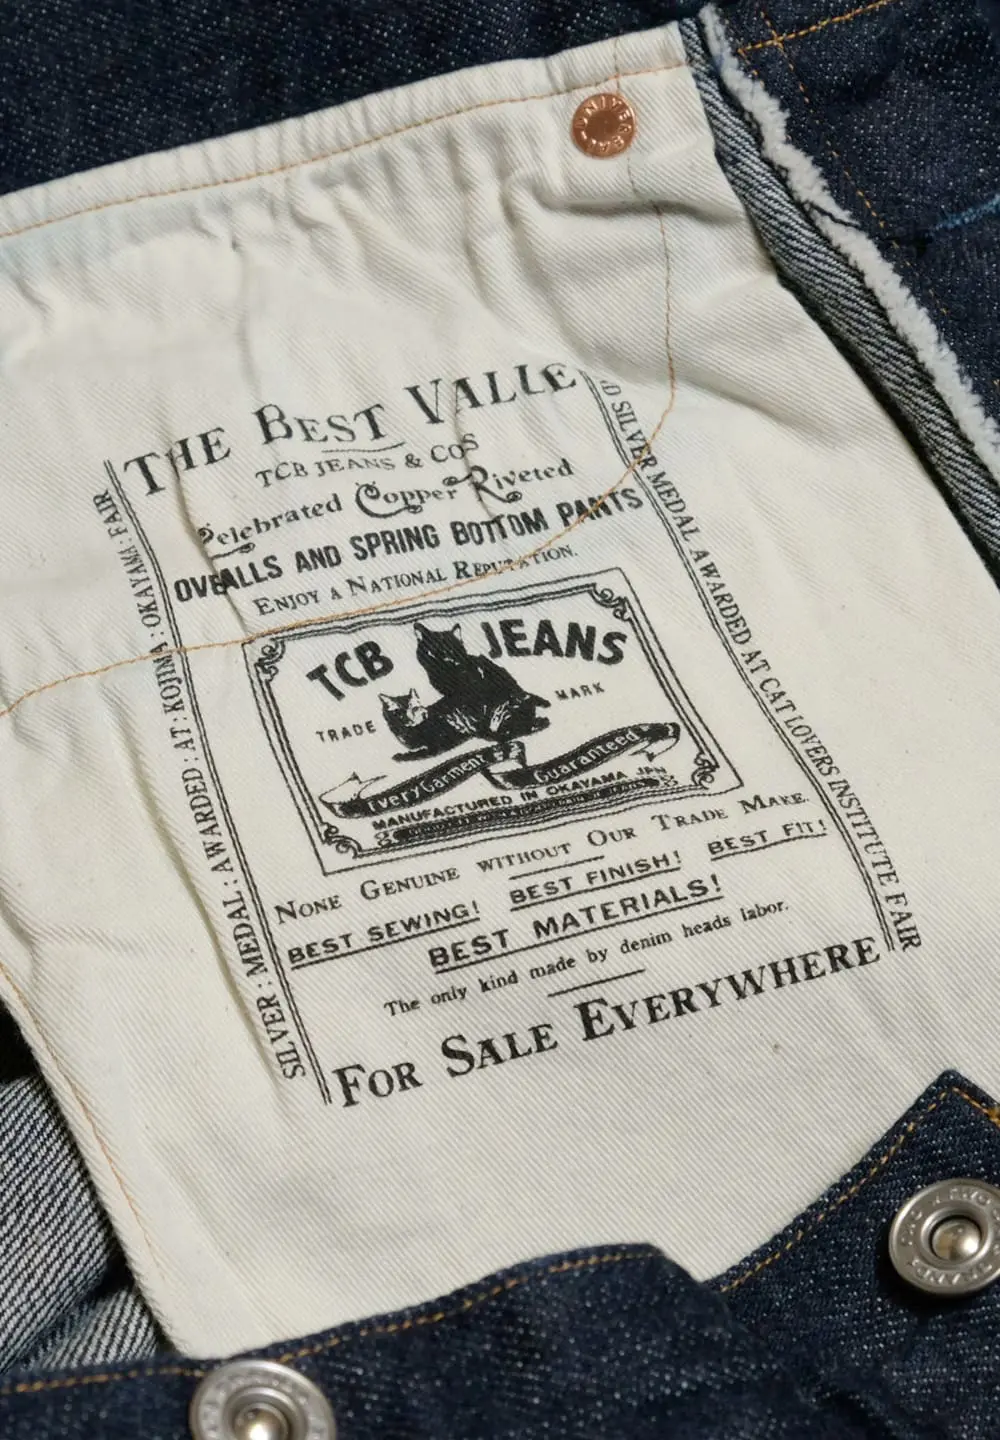 UNIVERSAL
THE BEST VALUE
TCB JEANS & COS
Celebrated Copper Riveted
OVERALLS AND SPRING BOTTOM PANTS
ENJOY A NATIONAL REPUTATION.
SILVER : MEDAL : AWARDED : AT : KOJIMA : OKAYAMA : FAIR
SILVER MEDAL AWARDED AT CAT LOVERS INSTITUTE FAIR
TCB JEANS
TRADE MARK
Every Garment Guaranteed
MANUFACTURED IN OKAYAMA JPN
NONE GENUINE WITHOUT OUR TRADE MAKE.
BEST SEWING! BEST FINISH! BEST FIT!
BEST MATERIALS!
The only kind made by denim heads labor.
FOR SALE EVERYWHERE